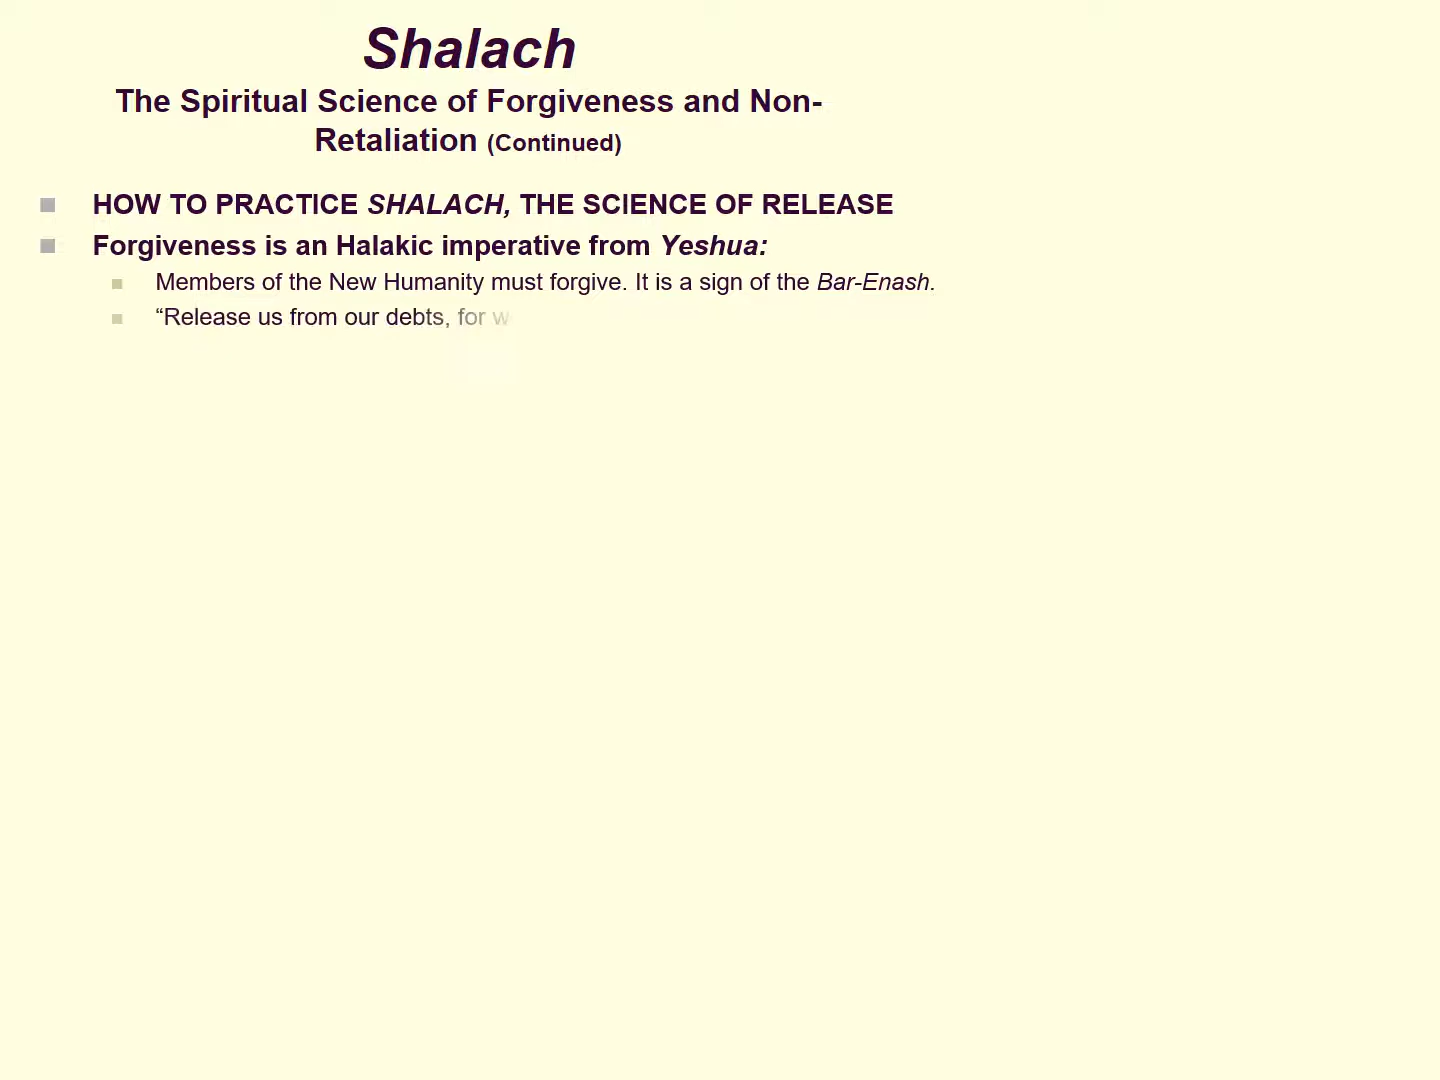 Shalach
The Spiritual Science of Forgiveness and Non-
Retaliation (Continued)
HOW TO PRACTICE SHALACH, THE SCIENCE OF RELEASE
Forgiveness is an Halakic imperative from Yeshua:
Members of the New Humanity must forgive. It is a sign of the Bar-Enash.
“Release us from our debts, for w